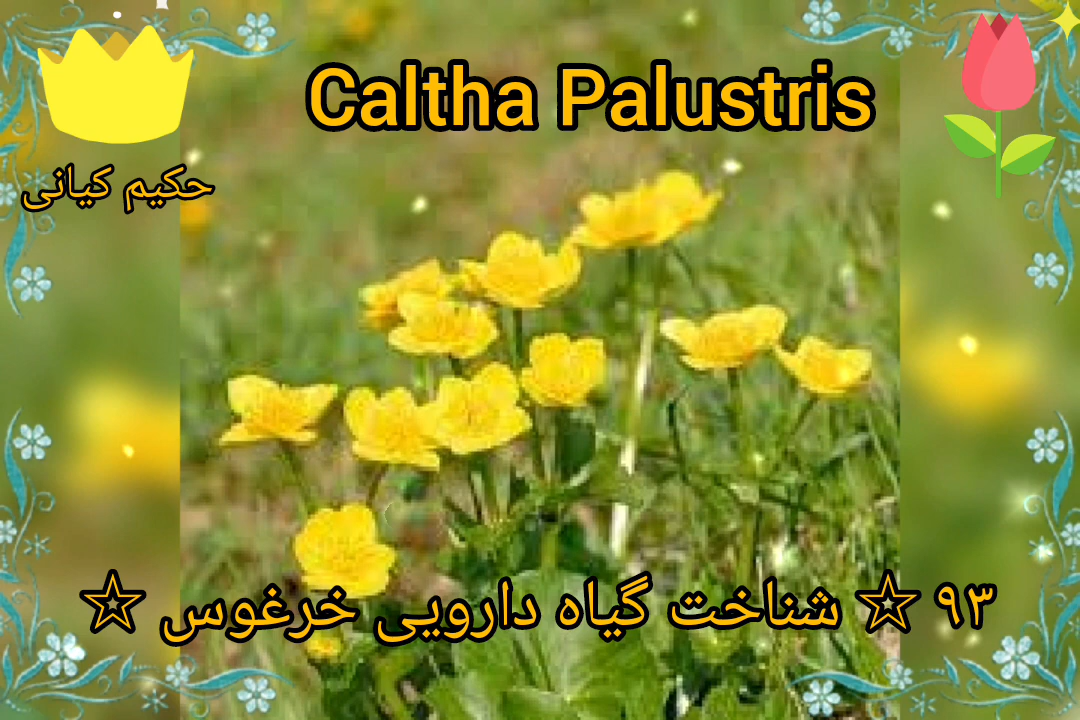 Caltha Palustris
حکیم کیانی
۹۳ ☆ شناخت گیاه دارویی خرغوس ☆